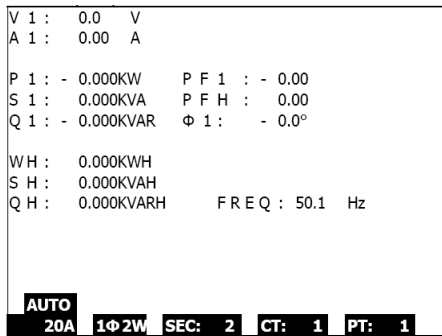 V 1 : 0.0 V
A 1 : 0.00 A
P 1 : - 0.000KW P F 1 : - 0.00
S 1 : 0.000KVA P F H : 0.00
Q 1 : - 0.000KVAR Φ 1 : - 0.0°
W H : 0.000KWH
S H : 0.000KVAH
Q H : 0.000KVARH F R E Q : 50.1 Hz
AUTO
20A 1Φ2W SEC: 2 CT: 1 PT: 1